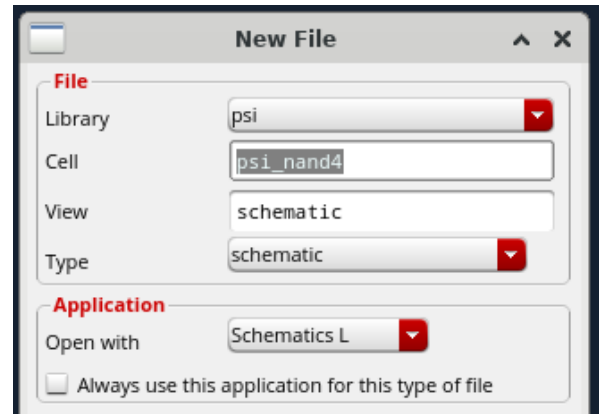 New File
File
Library psi
Cell psi_nand4
View schematic
Type schematic
Application
Open with Schematics L
Always use this application for this type of file